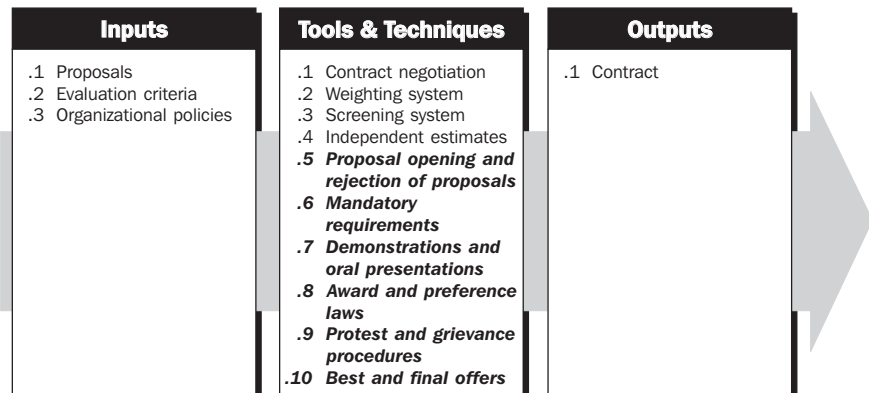 Inputs
.1 Proposals
.2 Evaluation criteria
.3 Organizational policies
Tools & Techniques
.1 Contract negotiation
.2 Weighting system
.3 Screening system
.4 Independent estimates
.5 Proposal opening and
rejection of proposals
.6 Mandatory
requirements
.7 Demonstrations and
oral presentations
.8 Award and preference
laws
.9 Protest and grievance
procedures
.10 Best and final offers
Outputs
.1 Contract